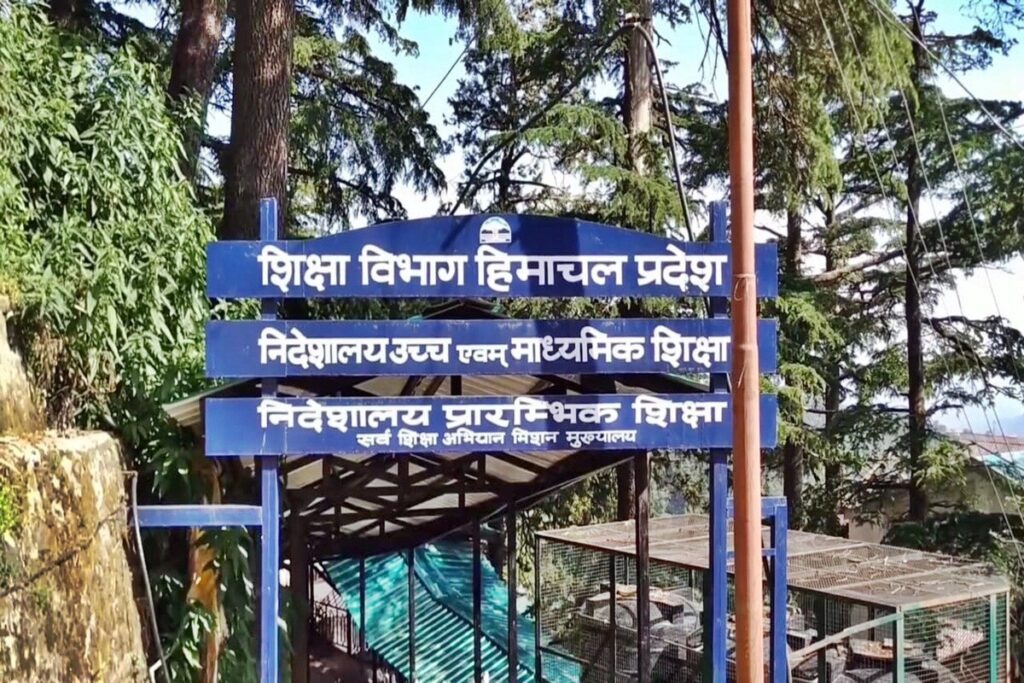 शिक्षा विभाग हिमाचल प्रदेश
निदेशालय उच्च एवम् माध्यमिक शिक्षा
निदेशालय प्रारम्भिक शिक्षा
सर्व शिक्षा अभियान मिशन मुख्यालय